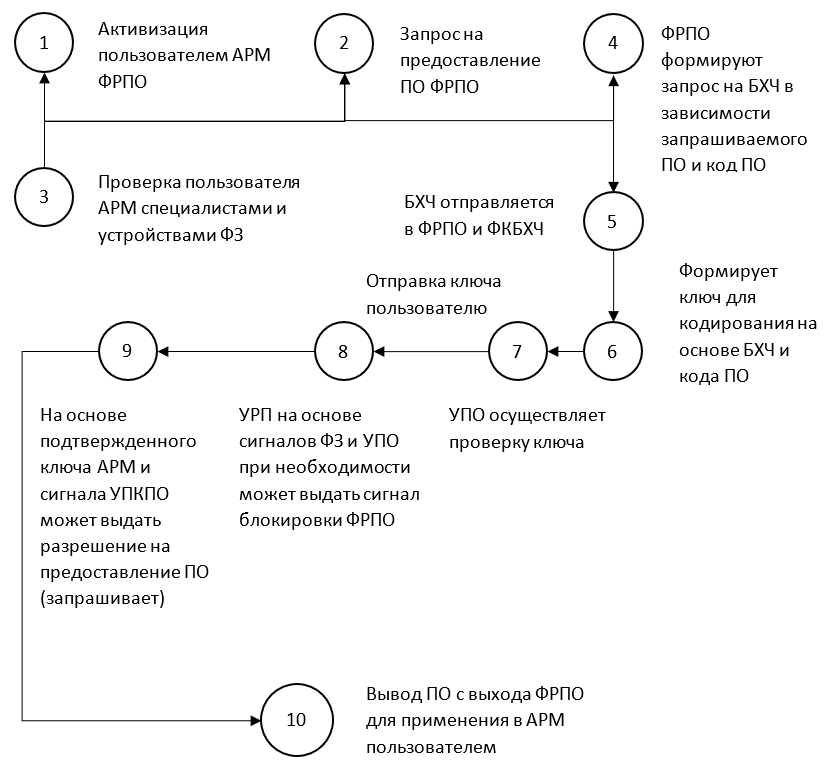 1
Активизация
пользователем АРМ
ФРПО
2
Запрос на
предоставление
ПО ФРПО
4
ФРПО
формируют
запрос на БХЧ в
зависимости
запрашиваемого
ПО и код ПО
3
Проверка пользователя
АРМ специалистами и
устройствами ФЗ
БХЧ отправляется
в ФРПО и ФКБХЧ
5
Формирует
ключ для
кодирования на
основе БХЧ и
кода ПО
6
Отправка ключа
пользователю
7
УПО осуществляет
проверку ключа
8
УРП на основе
сигналов ФЗ и УПО
при необходимости
может выдать сигнал
блокировки ФРПО
9
На основе
подтвержденного
ключа АРМ и
сигнала УПКПО
может выдать
разрешение на
предоставление ПО
(запрашивает)
10
Вывод ПО с выхода ФРПО
для применения в АРМ
пользователем